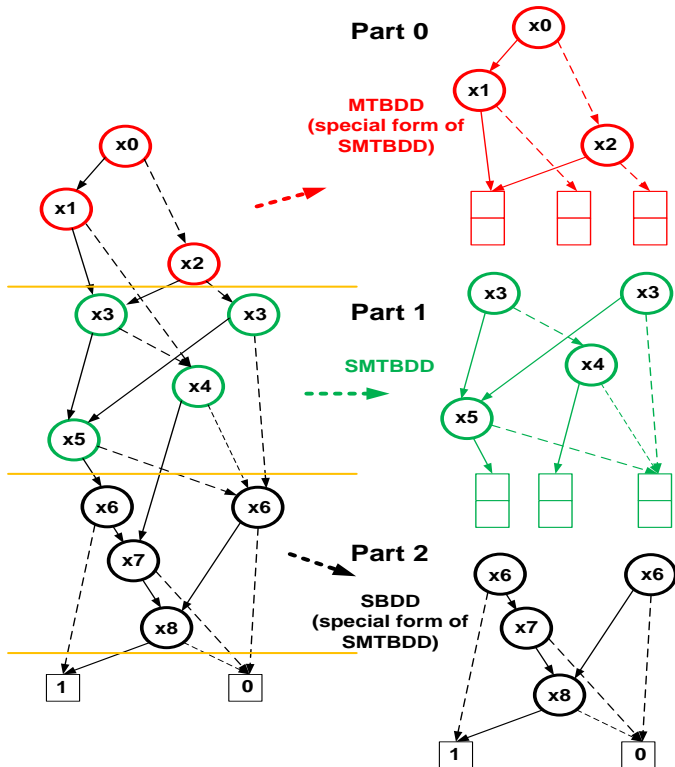 Part 0
x0
x1
MTBDD
(special form of
SMTBDD)
x2
x0
x1
x2
x3
x3
Part 1
x3
x3
x4
SMTBDD
x4
x5
x5
x6
x6
Part 2
x7
SBDD
(special form of
SMTBDD)
x8
x6
x6
x7
x8
1
0
1
0